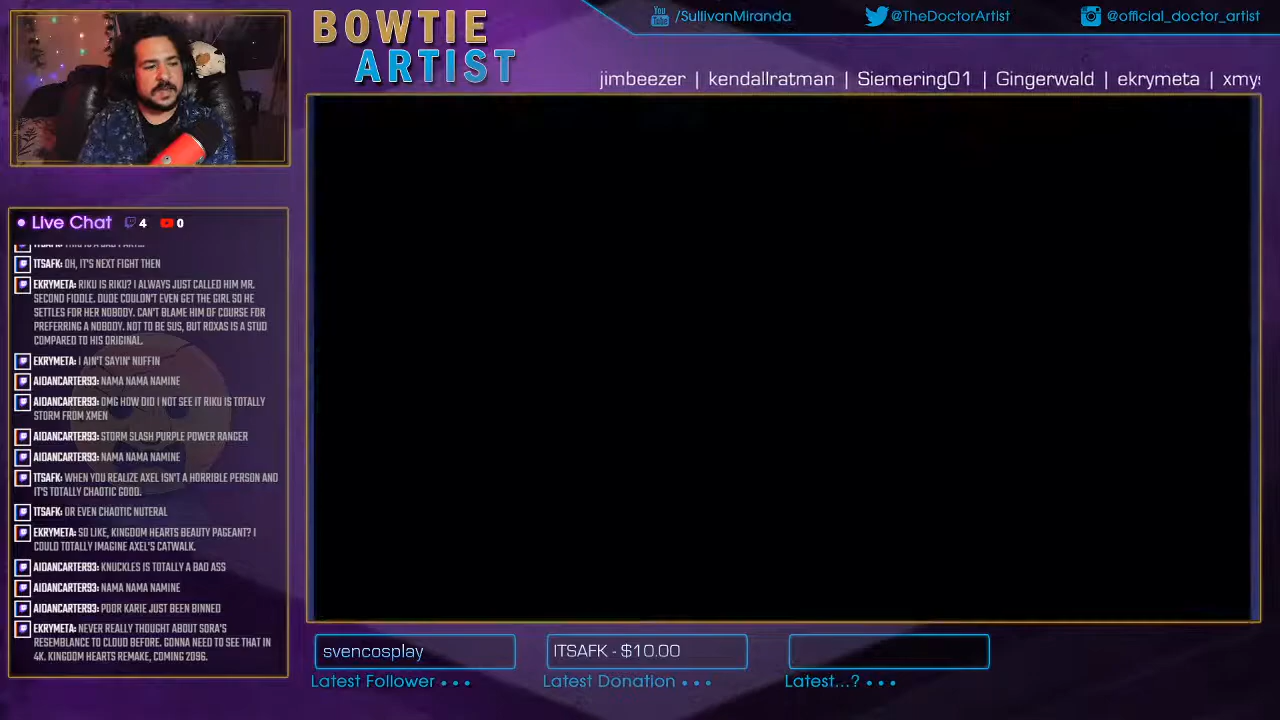 BOWTIE
ARTIST
/SullivanMiranda
@TheDoctorArtist
@official_doctor_artist
jimbeezer | kendallratman | Siemering01 | Gingerwald | ekrymeta |
Live Chat 4 0
ITSAFK: OH, IT'S NEXT FIGHT THEN
EKRYMETA: RIKU IS RIKU? I ALWAYS JUST CALLED HIM MR.
SECOND FIDDLE. DUDE COULDN'T EVEN GET THE GIRL SO HE
SETTLES FOR HER NOBODY. CAN'T BLAME HIM OF COURSE FOR
PREFERRING A NOBODY. NOT TO BE SUS, BUT ROXAS IS A STUD
COMPARED TO HIS ORIGINAL.
EKRYMETA: I AIN'T SAYIN' NUFFIN
AIDANCARTER93: NAMA NAMA NAMINE
AIDANCARTER93: OMG HOW DID I NOT SEE IT RIKU IS TOTALLY
STORM FROM XMEN
AIDANCARTER93: STORM SLASH PURPLE POWER RANGER
AIDANCARTER93: NAMA NAMA NAMINE
ITSAFK: WHEN YOU REALIZE AXEL ISN'T A HORRIBLE PERSON AND
IT'S TOTALLY CHAOTIC GOOD.
ITSAFK: OR EVEN CHAOTIC NUTERAL
EKRYMETA: SO LIKE, KINGDOM HEARTS BEAUTY PAGEANT? I
COULD TOTALLY IMAGINE AXEL'S CATWALK.
AIDANCARTER93: KNUCKLES IS TOTALLY A BAD ASS
AIDANCARTER93: NAMA NAMA NAMINE
AIDANCARTER93: POOR KARIE JUST BEEN BINNED
EKRYMETA: NEVER REALLY THOUGHT ABOUT SORA'S
RESEMBLANCE TO CLOUD BEFORE. GONNA NEED TO SEE THAT IN
4K. KINGDOM HEARTS REMAKE, COMING 2096.
svencosplay
ITSAFK - $10.00
Latest Follower • • •
Latest Donation • • •
Latest...? • • •